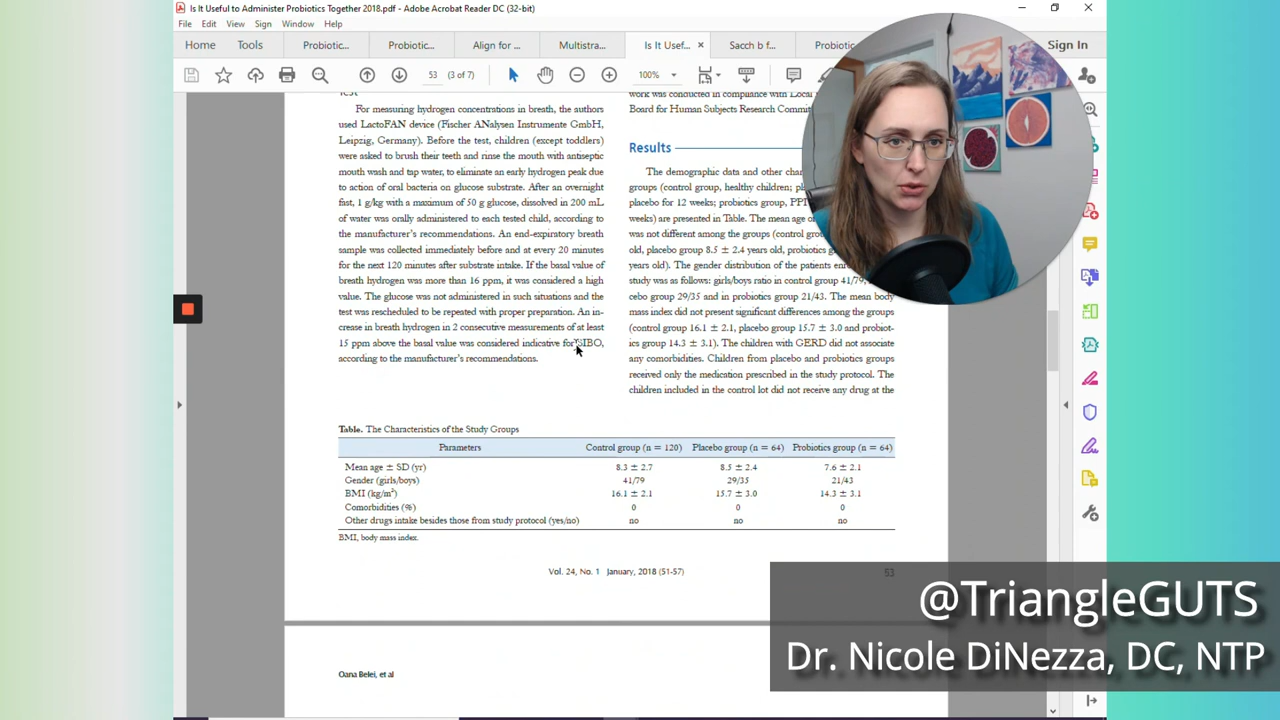 Is It Useful to Administer Probiotics Together 2018.pdf - Adobe Acrobat Reader DC (32-bit)
File Edit View Sign Window Help
Home Tools Probiotic... Probiotic... Align for ... Multistra... Is It Usef... × Sacch b f... Probiotic Sign In
53 (3 of 7) 100%
Test
For measuring hydrogen concentrations in breath, the authors
used LactoFAN device (Fischer ANalysen Instrumente GmbH,
Leipzig, Germany). Before the test, children (except toddlers)
were asked to brush their teeth and rinse the mouth with antiseptic
mouth wash and tap water, to eliminate an early hydrogen peak due
to action of oral bacteria on glucose substrate. After an overnight
fast, 1 g/kg with a maximum of 50 g glucose, dissolved in 200 mL
of water was orally administered to each tested child, according to
the manufacturer's recommendations. An end-expiratory breath
sample was collected immediately before and at every 20 minutes
for the next 120 minutes after substrate intake. If the basal value of
breath hydrogen was more than 16 ppm, it was considered a high
value. The glucose was not administered in such situations and the
test was rescheduled to be repeated with proper preparation. An in-
crease in breath hydrogen in 2 consecutive measurements of at least
15 ppm above the basal value was considered indicative for SIBO,
according to the manufacturer's recommendations.
work was conducted in compliance with Local
Board for Human Subjects Research Commit
Results
The demographic data and other cha
groups (control group, healthy children; pl
placebo for 12 weeks; probiotics group, PPI
weeks) are presented in Table. The mean age of
was not different among the groups (control grou
old, placebo group 8.5 ± 2.4 years old, probiotics g
years old). The gender distribution of the patients enr
study was as follows: girls/boys ratio in control group 41/79,
cebo group 29/35 and in probiotics group 21/43. The mean body
mass index did not present significant differences among the groups
(control group 16.1 ± 2.1, placebo group 15.7 ± 3.0 and probiot-
ics group 14.3 ± 3.1). The children with GERD did not associate
any comorbidities. Children from placebo and probiotics groups
received only the medication prescribed in the study protocol. The
children included in the control lot did not receive any drug at the
Table. The Characteristics of the Study Groups
Parameters Control group (n = 120) Placebo group (n = 64) Probiotics group (n = 64)
Mean age ± SD (yr) 8.3 ± 2.7 8.5 ± 2.4 7.6 ± 2.1
Gender (girls/boys) 41/79 29/35 21/43
BMI (kg/m²) 16.1 ± 2.1 15.7 ± 3.0 14.3 ± 3.1
Comorbidities (%) 0 0 0
Other drugs intake besides those from study protocol (yes/no) no no no
BMI, body mass index.
Vol. 24, No. 1 January, 2018 (51-57) 53
Oana Belei, et al
@TriangleGUTS
Dr. Nicole DiNezza, DC, NTP